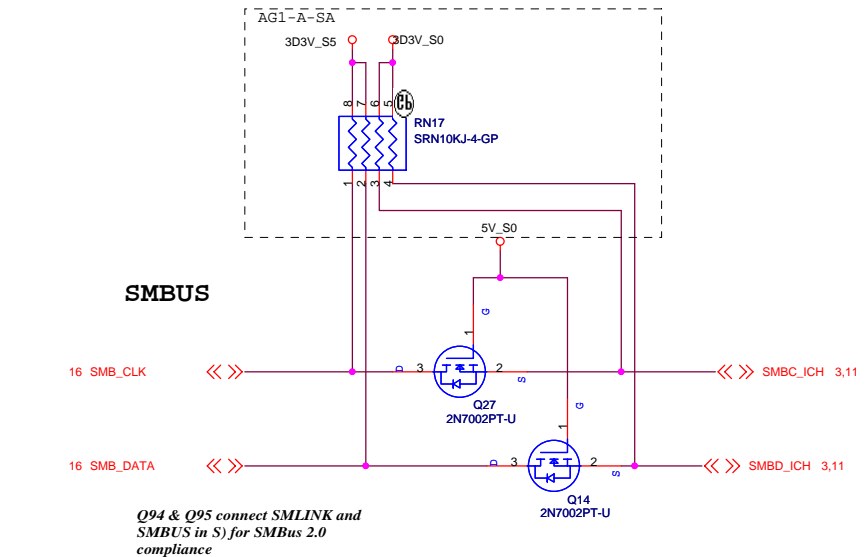 AG1-A-SA
3D3V_S5
3D3V_S0
8 7 6 5
RN17
SRN10KJ-4-GP
1 2 3 4
5V_S0
SMBUS
G
1
16 SMB_CLK
D 3 2 S
SMBC_ICH 3,11
Q27
2N7002PT-U
G
1
16 SMB_DATA
D 3 2 S
SMBD_ICH 3,11
Q14
2N7002PT-U
Q94 & Q95 connect SMLINK and
SMBUS in S) for SMBus 2.0
compliance